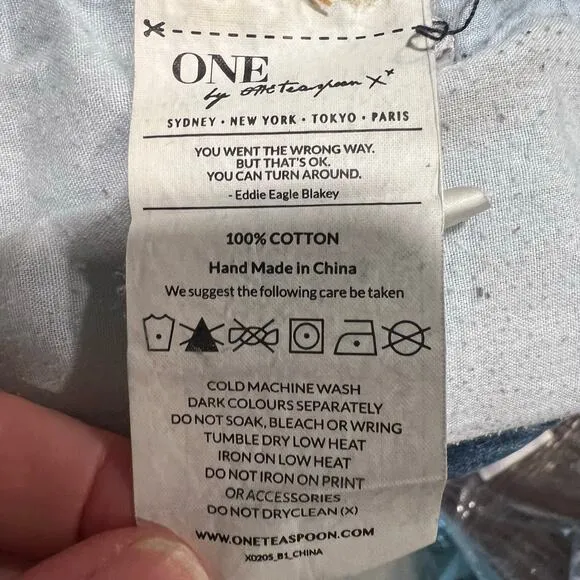 ONE
by oneteaspoon x
SYDNEY • NEW YORK • TOKYO • PARIS
YOU WENT THE WRONG WAY.
BUT THAT'S OK.
YOU CAN TURN AROUND.
- Eddie Eagle Blakey
100% COTTON
Hand Made in China
We suggest the following care be taken
COLD MACHINE WASH
DARK COLOURS SEPARATELY
DO NOT SOAK, BLEACH OR WRING
TUMBLE DRY LOW HEAT
IRON ON LOW HEAT
DO NOT IRON ON PRINT
OR ACCESSORIES
DO NOT DRYCLEAN (X)
WWW.ONETEASPOON.COM
XO205_B1_CHINA